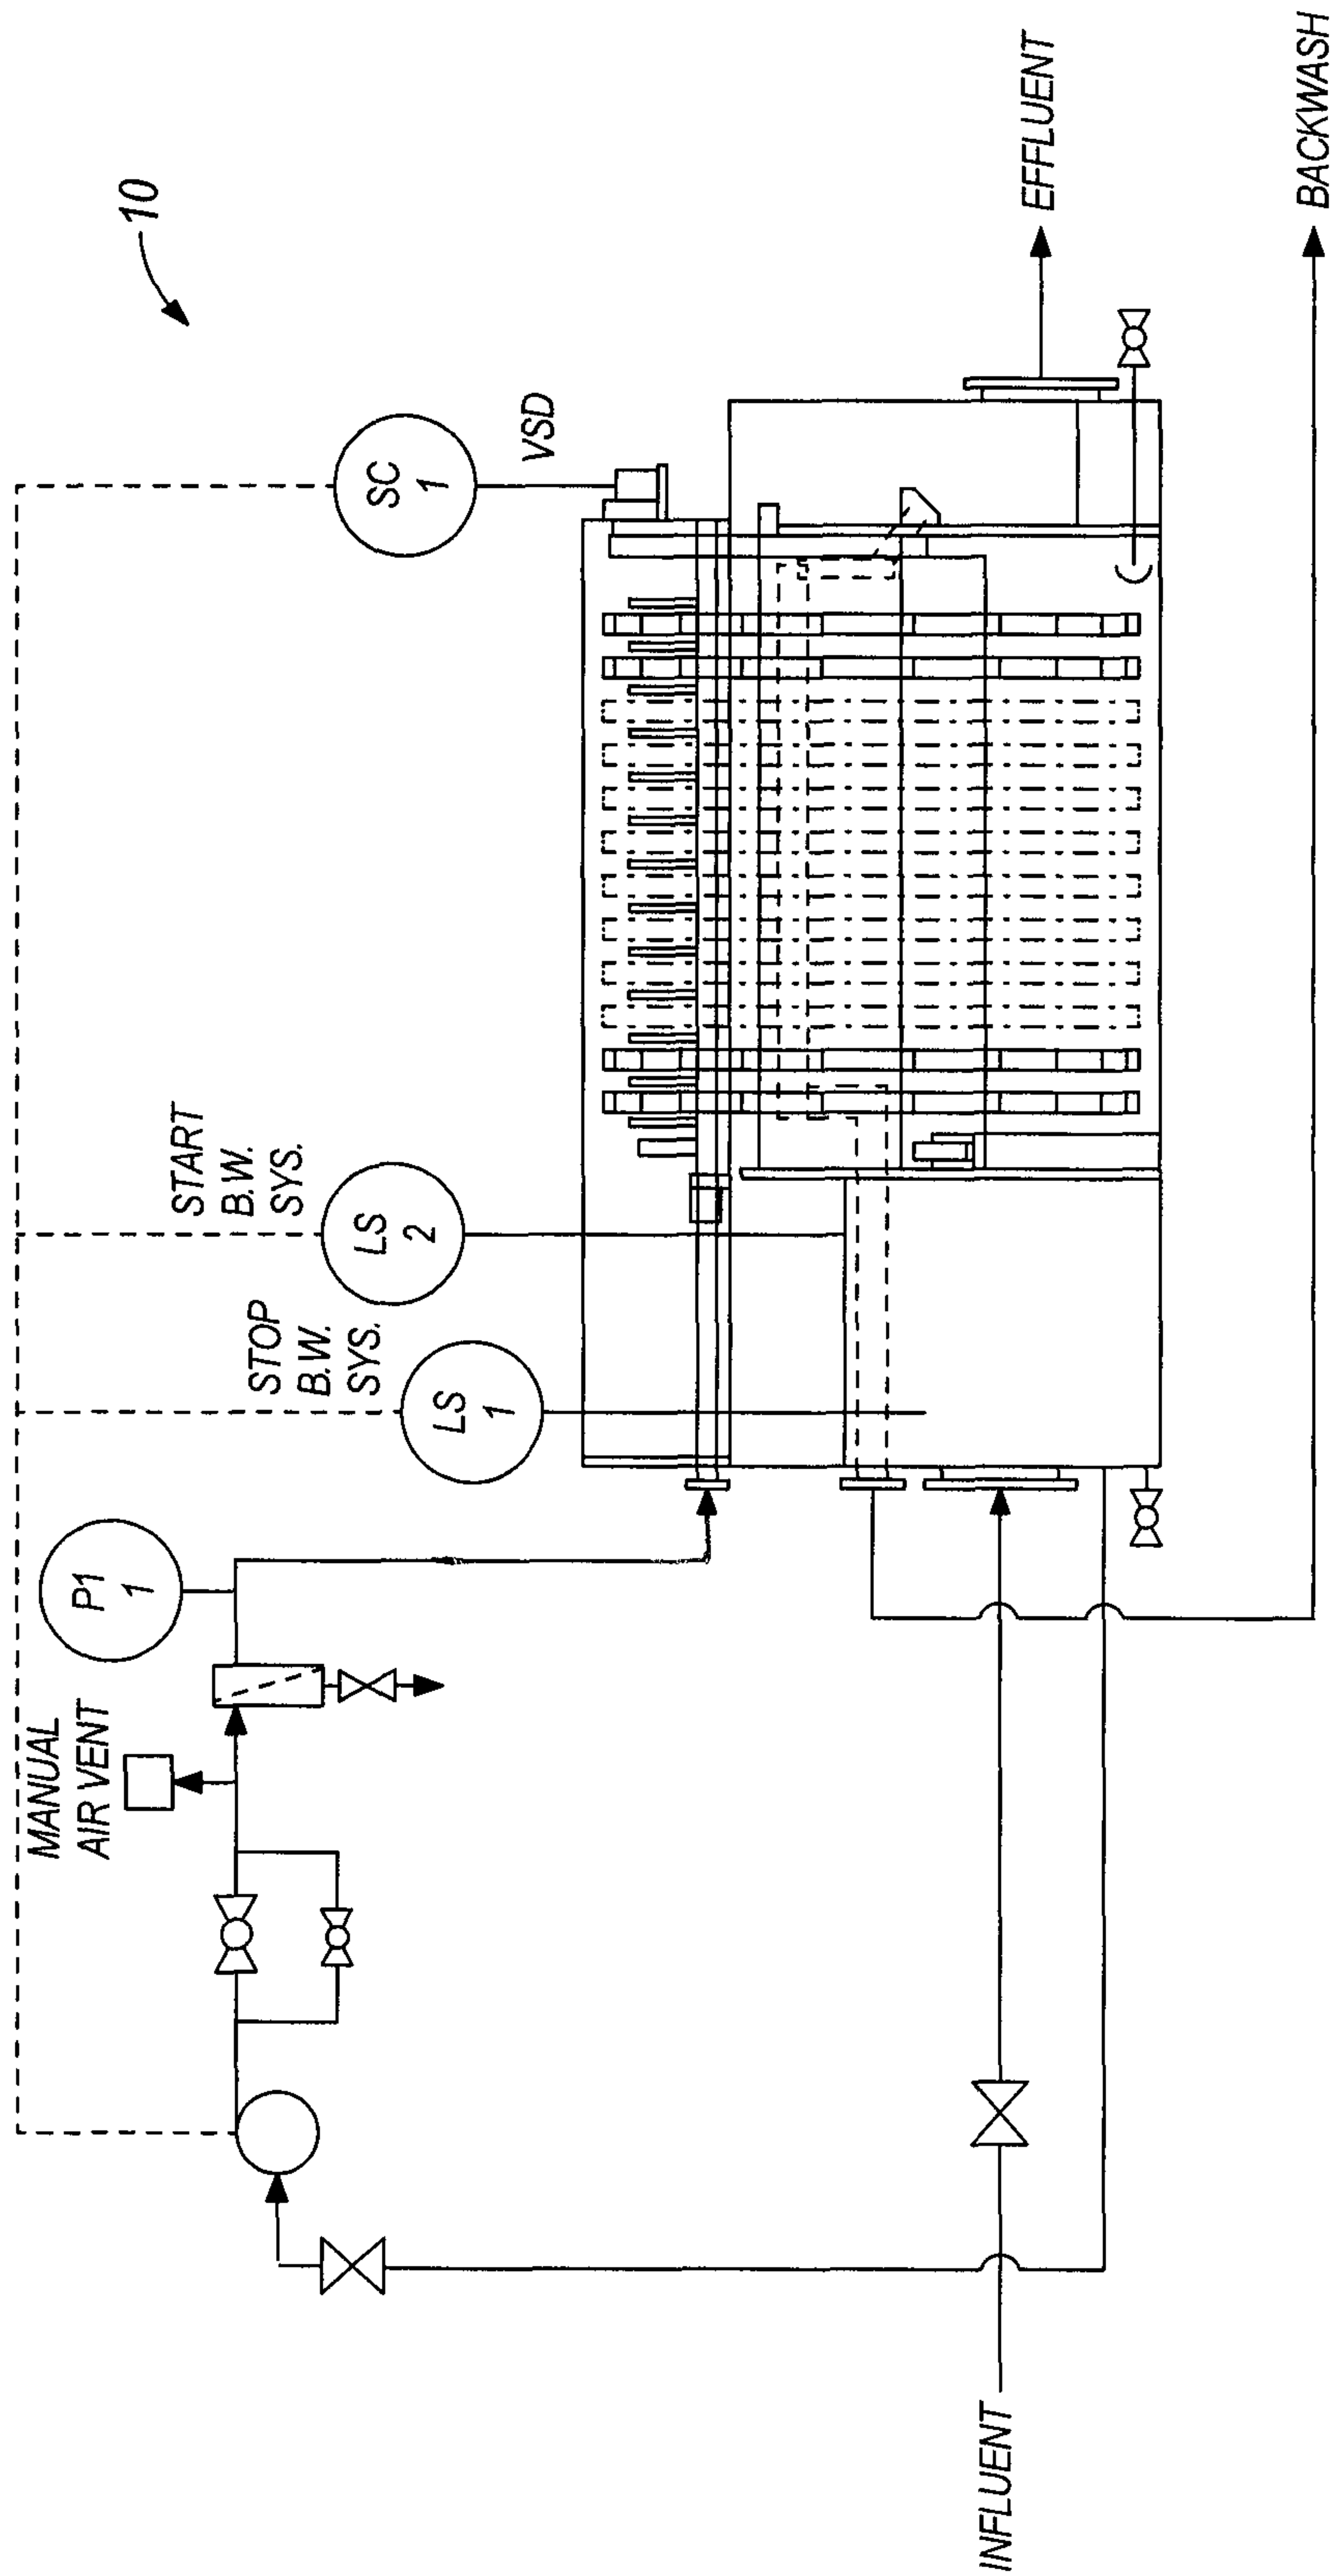 10
MANUAL
AIR VENT
P1
1
STOP
B.W.
SYS.
LS
1
START
B.W.
SYS.
LS
2
SC
1
VSD
INFLUENT
EFFLUENT
BACKWASH